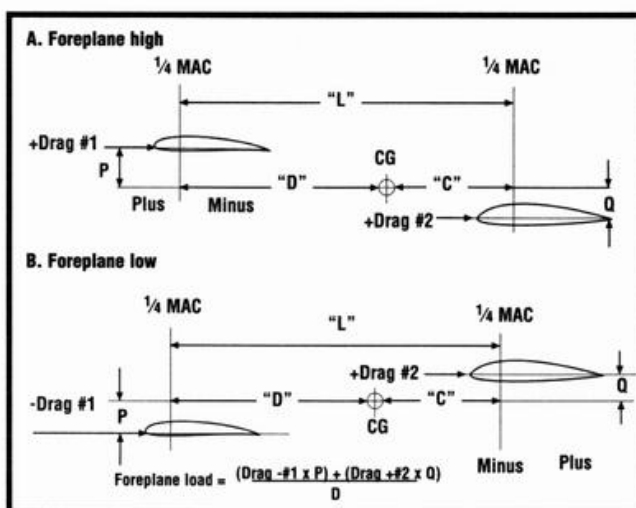 A. Foreplane high
¼ MAC ¼ MAC
"L"
+Drag #1
P
CG
"D" "C"
Q
Plus Minus
+Drag #2
B. Foreplane low
¼ MAC ¼ MAC
"L"
+Drag #2
Q
-Drag #1
P
"D" "C"
CG
Minus Plus
Foreplane load = (Drag -#1 x P) + (Drag +#2 x Q)
D